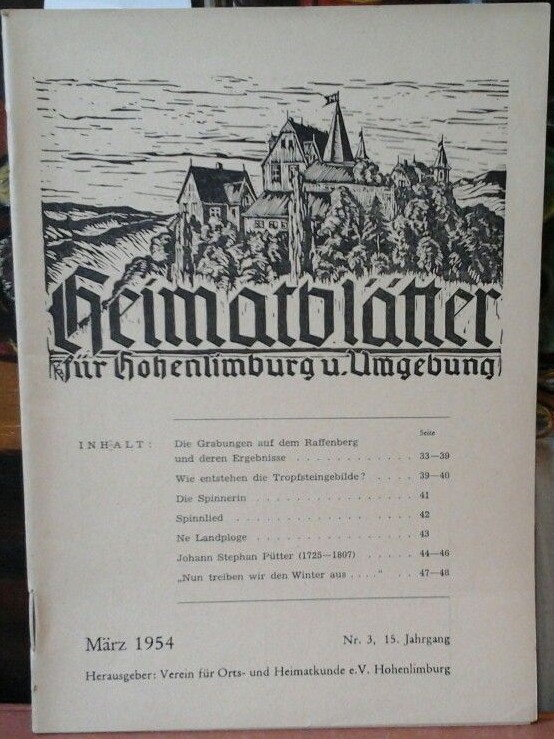 Heimatblätter
für Hohenlimburg u. Umgebung
Seite
INHALT: Die Grabungen auf dem Raffenberg
und deren Ergebnisse . . . . . . . . . . . . 33—39
Wie entstehen die Tropfsteingebilde? . . . . 39—40
Die Spinnerin . . . . . . . . . . . . . . . . 41
Spinnlied . . . . . . . . . . . . . . . . . 42
Ne Landploge . . . . . . . . . . . . . . . 43
Johann Stephan Pütter (1725—1807) . . . . . 44—46
„Nun treiben wir den Winter aus . . . .“ . . 47—48
März 1954 Nr. 3, 15. Jahrgang
Herausgeber: Verein für Orts- und Heimatkunde e.V. Hohenlimburg